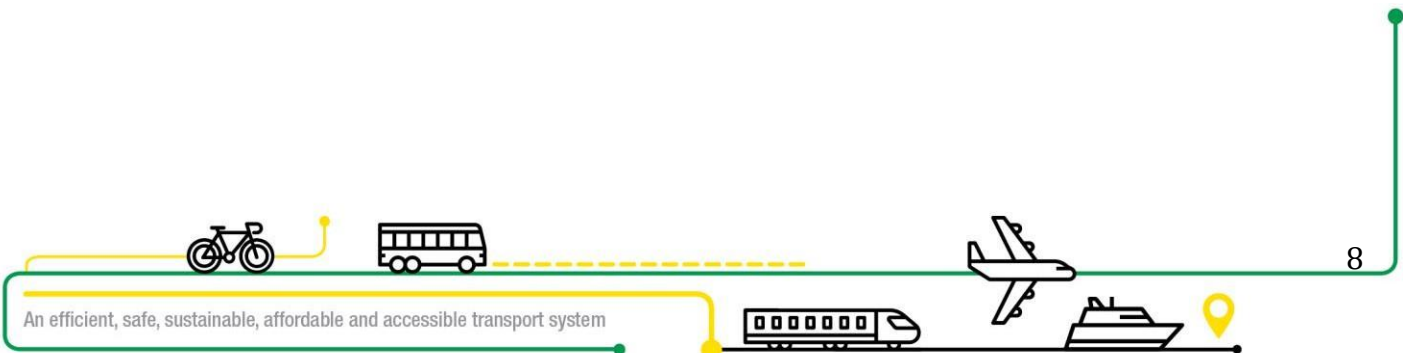 8
An efficient, safe, sustainable, affordable and accessible transport system